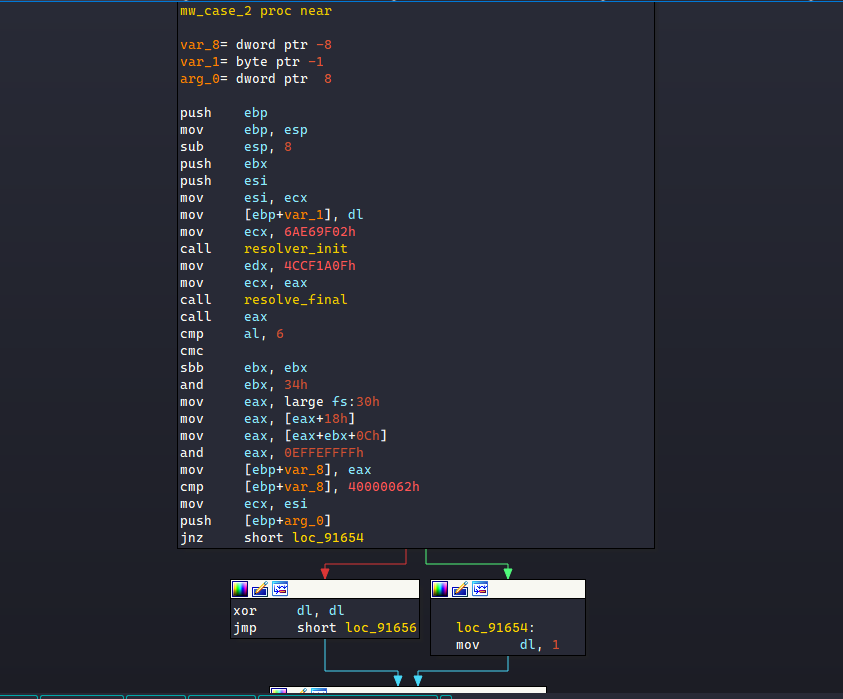 mw_case_2 proc near
var_8= dword ptr -8
var_1= byte ptr -1
arg_0= dword ptr  8
push    ebp
mov     ebp, esp
sub     esp, 8
push    ebx
push    esi
mov     esi, ecx
mov     [ebp+var_1], dl
mov     ecx, 6AE69F02h
call    resolver_init
mov     edx, 4CCF1A0Fh
mov     ecx, eax
call    resolve_final
call    eax
cmp     al, 6
cmc
sbb     ebx, ebx
and     ebx, 34h
mov     eax, large fs:30h
mov     eax, [eax+18h]
mov     eax, [eax+ebx+0Ch]
and     eax, 0EFFEFFFFh
mov     [ebp+var_8], eax
cmp     [ebp+var_8], 40000062h
mov     ecx, esi
push    [ebp+arg_0]
jnz     short loc_91654
xor     dl, dl
jmp     short loc_91656
loc_91654:
mov     dl, 1